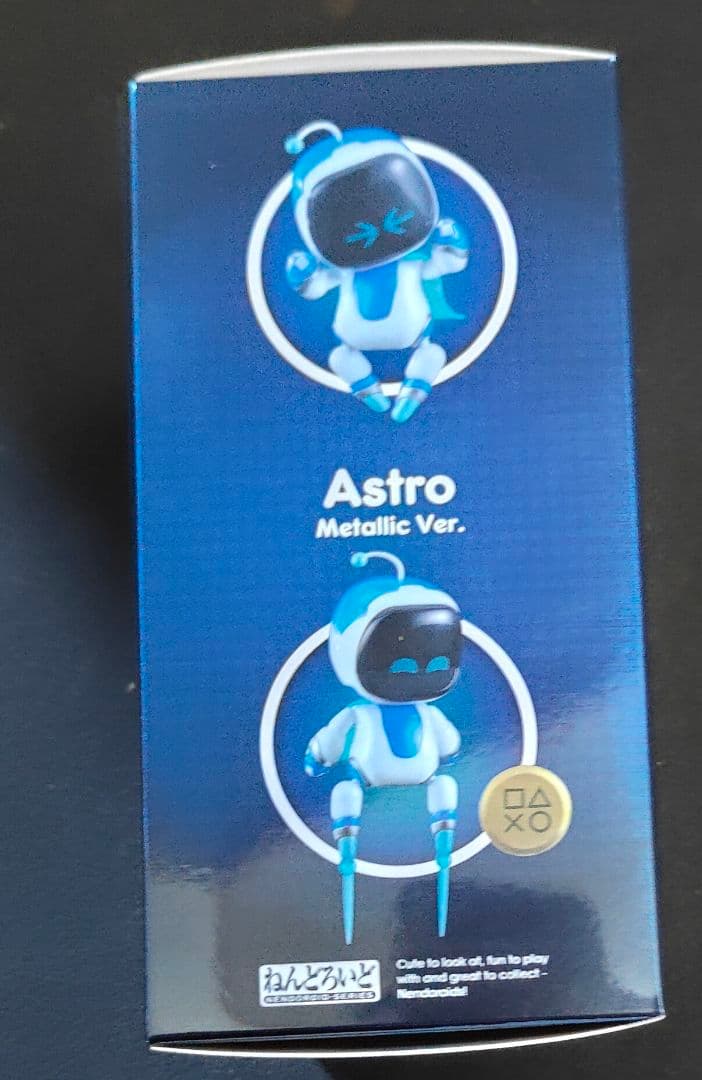 Astro
Metallic Ver.
ねんどろいど
NENDOROID SERIES
Cute to look at, fun to play
with and great to collect -
Nendoroids!